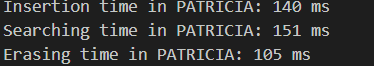 Insertion time in PATRICIA: 140 ms
Searching time in PATRICIA: 151 ms
Erasing time in PATRICIA: 105 ms